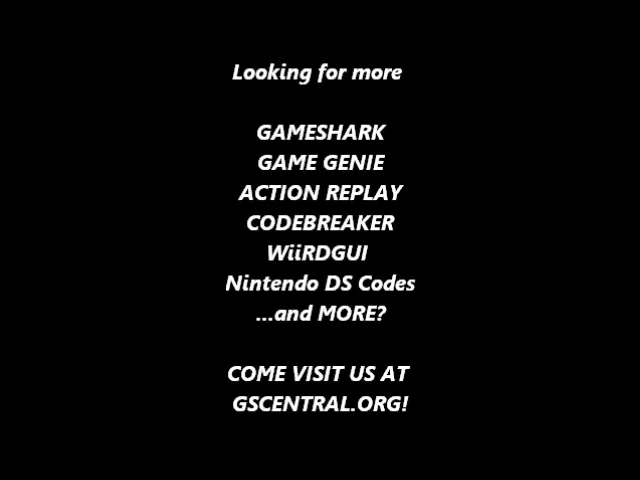 Looking for more
GAMESHARK
GAME GENIE
ACTION REPLAY
CODEBREAKER
WiiRDGUI
Nintendo DS Codes
...and MORE?
COME VISIT US AT
GSCENTRAL.ORG!